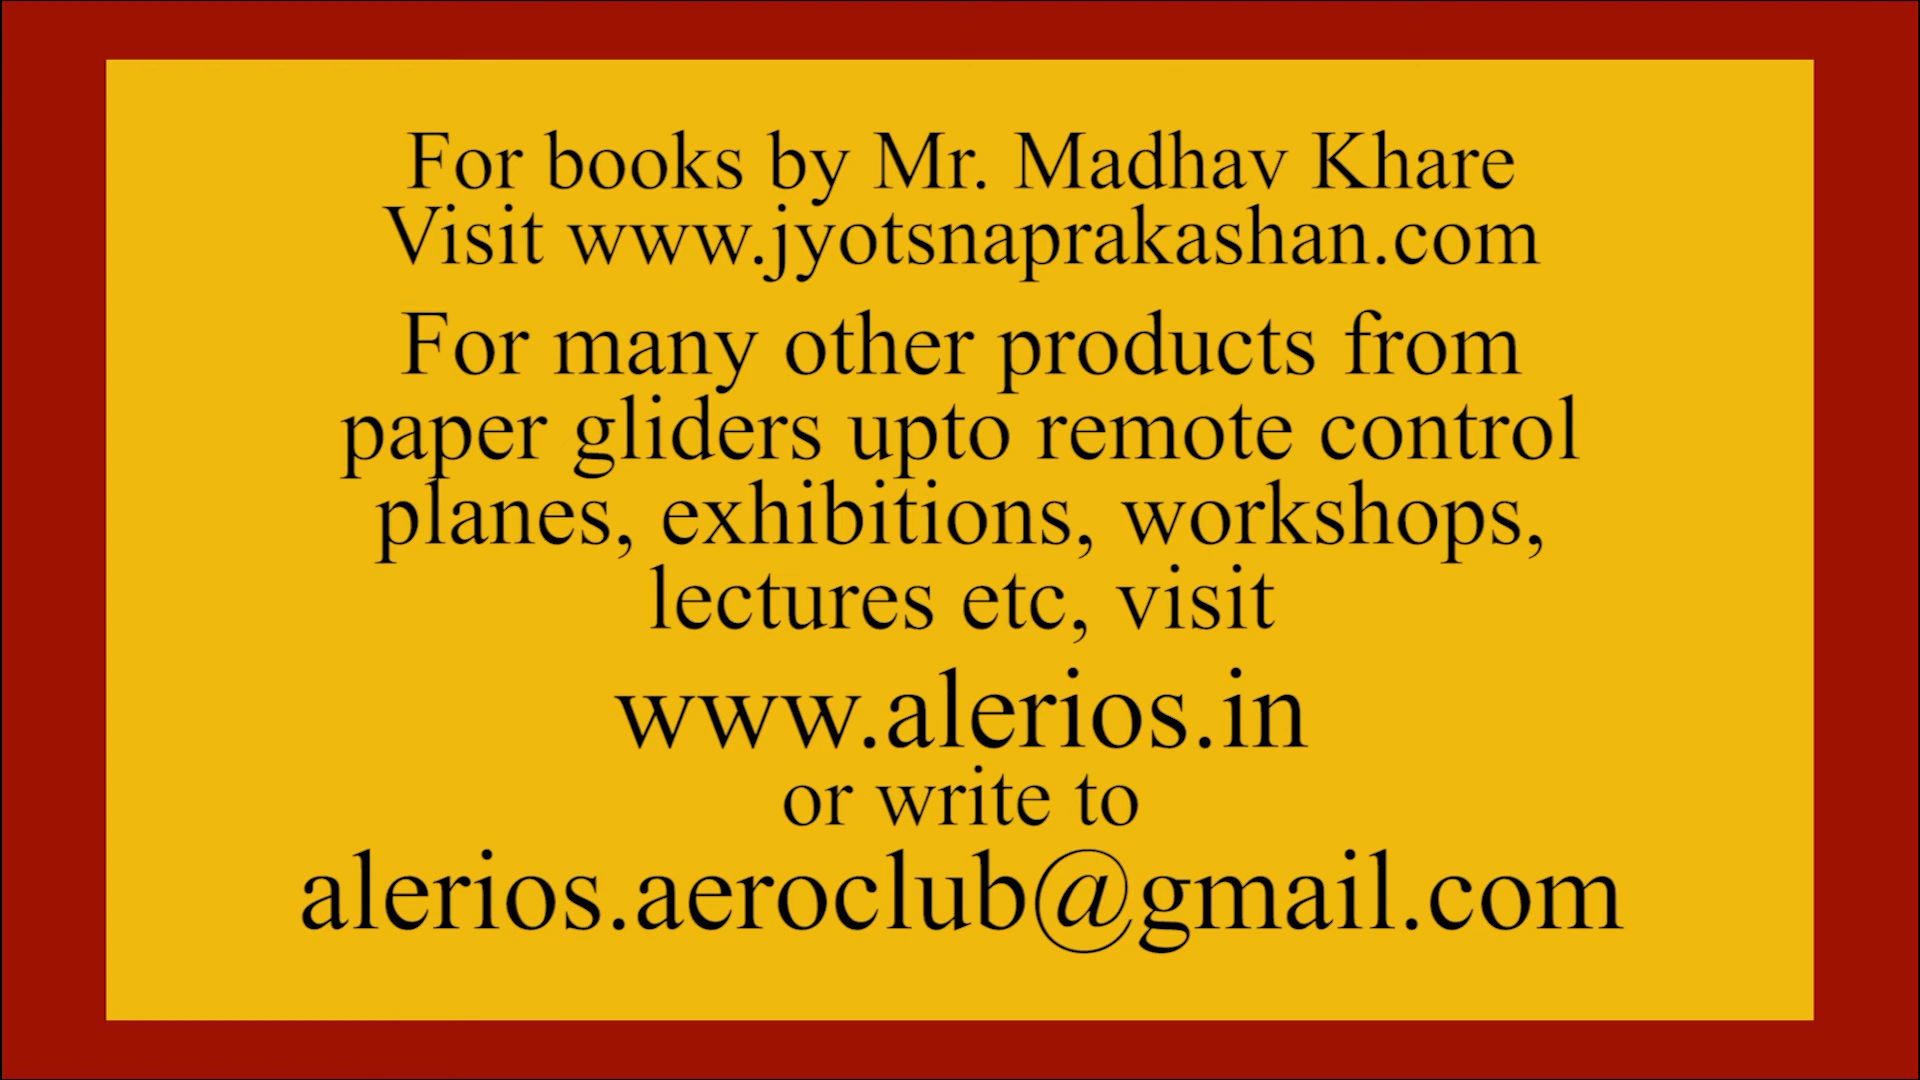 For books by Mr. Madhav Khare
Visit www.jyotsnaprakashan.com
For many other products from
paper gliders upto remote control
planes, exhibitions, workshops,
lectures etc, visit
www.alerios.in
or write to
alerios.aeroclub@gmail.com